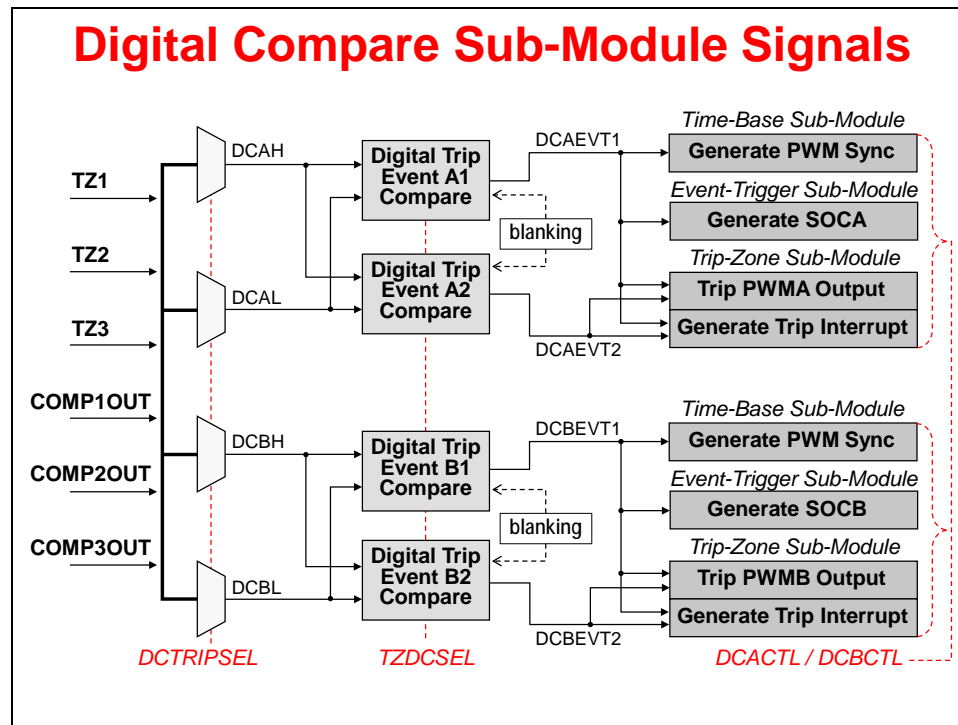 Digital Compare Sub-Module Signals
TZ1
TZ2
TZ3
COMP1OUT
COMP2OUT
COMP3OUT
DCAH
DCAL
DCBH
DCBL
DCTRIPSEL
Digital Trip
Event A1
Compare
blanking
Digital Trip
Event A2
Compare
Digital Trip
Event B1
Compare
blanking
Digital Trip
Event B2
Compare
TZDCSEL
DCAEVT1
DCAEVT2
DCBEVT1
DCBEVT2
Time-Base Sub-Module
Generate PWM Sync
Event-Trigger Sub-Module
Generate SOCA
Trip-Zone Sub-Module
Trip PWMA Output
Generate Trip Interrupt
Time-Base Sub-Module
Generate PWM Sync
Event-Trigger Sub-Module
Generate SOCB
Trip-Zone Sub-Module
Trip PWMB Output
Generate Trip Interrupt
DCACTL / DCBCTL